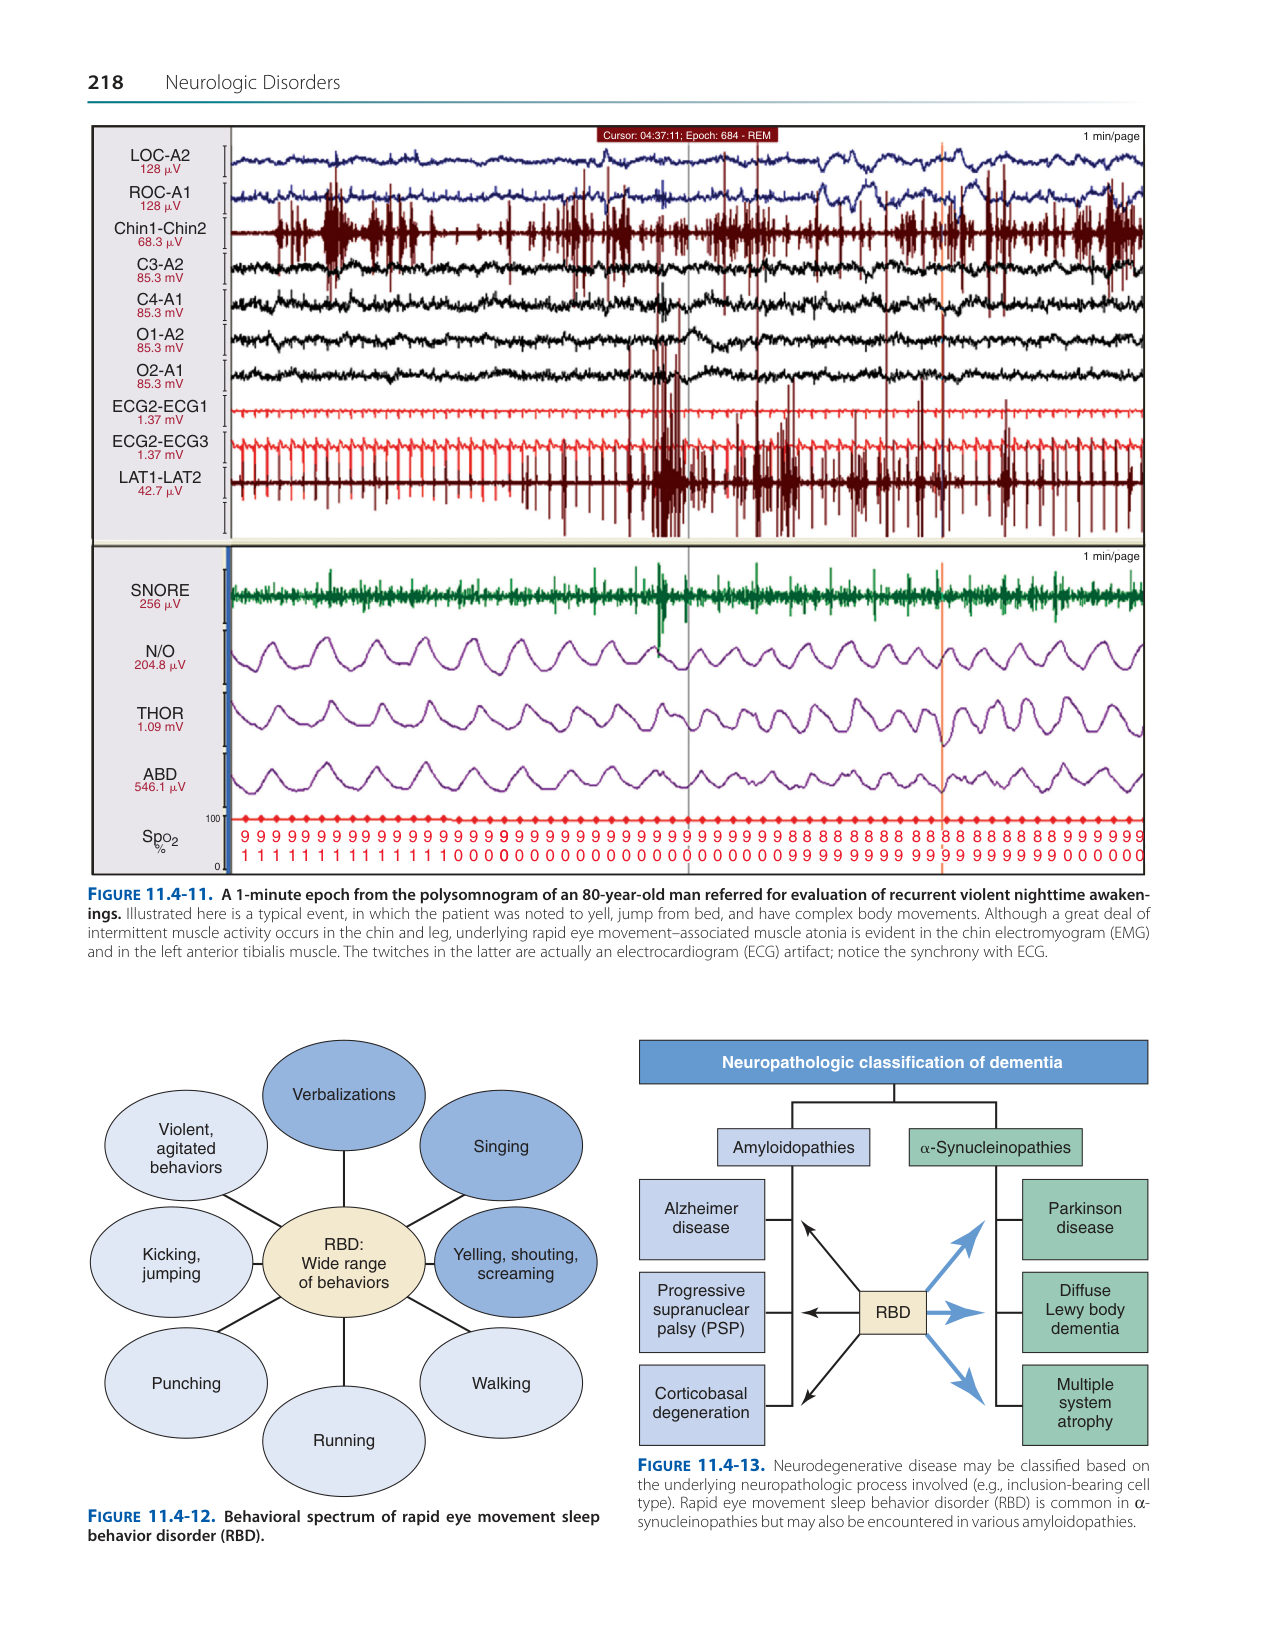 218 Neurologic Disorders
Cursor: 04:37:11; Epoch: 684 - REM
1 min/page
LOC-A2
128 μV
ROC-A1
128 μV
Chin1-Chin2
68.3 μV
C3-A2
85.3 mV
C4-A1
85.3 mV
O1-A2
85.3 mV
O2-A1
85.3 mV
ECG2-ECG1
1.37 mV
ECG2-ECG3
1.37 mV
LAT1-LAT2
42.7 μV
1 min/page
SNORE
256 μV
N/O
204.8 μV
THOR
1.09 mV
ABD
546.1 μV
100
SpO2
%
0
FIGURE 11.4-11. A 1-minute epoch from the polysomnogram of an 80-year-old man referred for evaluation of recurrent violent nighttime awaken-
ings. Illustrated here is a typical event, in which the patient was noted to yell, jump from bed, and have complex body movements. Although a great deal of
intermittent muscle activity occurs in the chin and leg, underlying rapid eye movement–associated muscle atonia is evident in the chin electromyogram (EMG)
and in the left anterior tibialis muscle. The twitches in the latter are actually an electrocardiogram (ECG) artifact; notice the synchrony with ECG.
Verbalizations
Violent,
agitated
behaviors
Singing
Kicking,
jumping
RBD:
Wide range
of behaviors
Yelling, shouting,
screaming
Punching
Walking
Running
FIGURE 11.4-12. Behavioral spectrum of rapid eye movement sleep
behavior disorder (RBD).
Neuropathologic classification of dementia
Amyloidopathies
α-Synucleinopathies
Alzheimer
disease
Parkinson
disease
Progressive
supranuclear
palsy (PSP)
RBD
Diffuse
Lewy body
dementia
Corticobasal
degeneration
Multiple
system
atrophy
FIGURE 11.4-13. Neurodegenerative disease may be classified based on
the underlying neuropathologic process involved (e.g., inclusion-bearing cell
type). Rapid eye movement sleep behavior disorder (RBD) is common in α-
synucleinopathies but may also be encountered in various amyloidopathies.